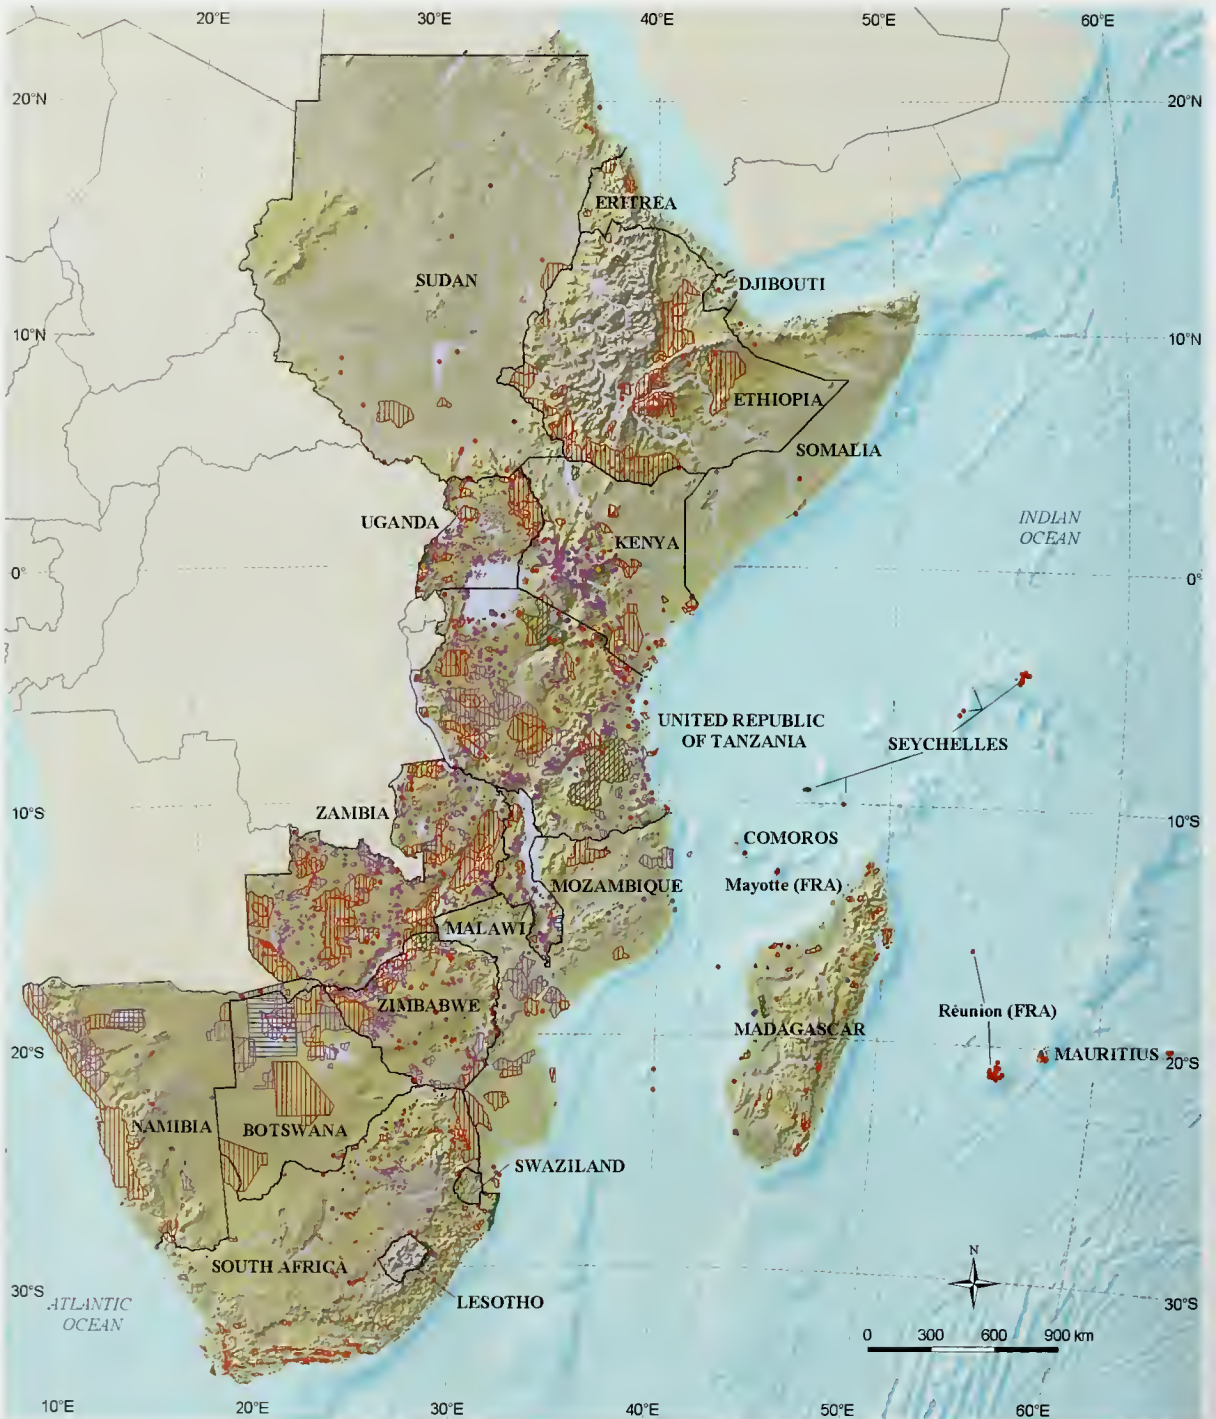 20°E 30°E 40°E 50°E 60°E
20°N 20°N
ERITREA
SUDAN
DJIBOUTI
10°N 10°N
ETHIOPIA
SOMALIA
UGANDA
INDIAN
OCEAN
KENYA
0° 0°
UNITED REPUBLIC
OF TANZANIA
SEYCHELLES
ZAMBIA
10°S 10°S
COMOROS
Mayotte (FRA)
MOZAMBIQUE
MALAWI
ZIMBABWE
Réunion (FRA)
MADAGASCAR
MAURITIUS
20°S 20°S
NAMIBIA
BOTSWANA
SWAZILAND
SOUTH AFRICA
N
LESOTHO
30°S 30°S
ATLANTIC
OCEAN
0 300 600 900 km
10°E 20°E 30°E 40°E 50°E 60°E